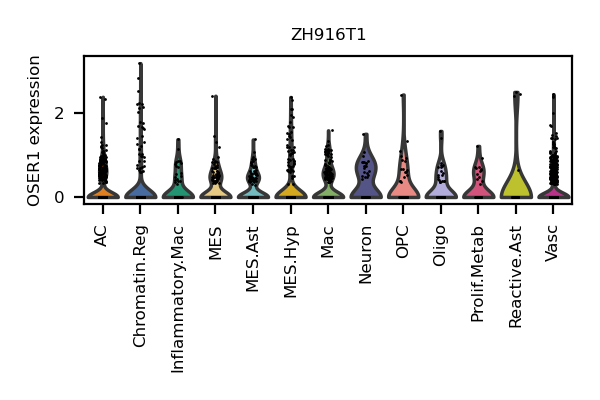 ZH916T1
OSER1 expression
2
0
AC
Chromatin.Reg
Inflammatory.Mac
MES
MES.Ast
MES.Hyp
Mac
Neuron
OPC
Oligo
Prolif.Metab
Reactive.Ast
Vasc